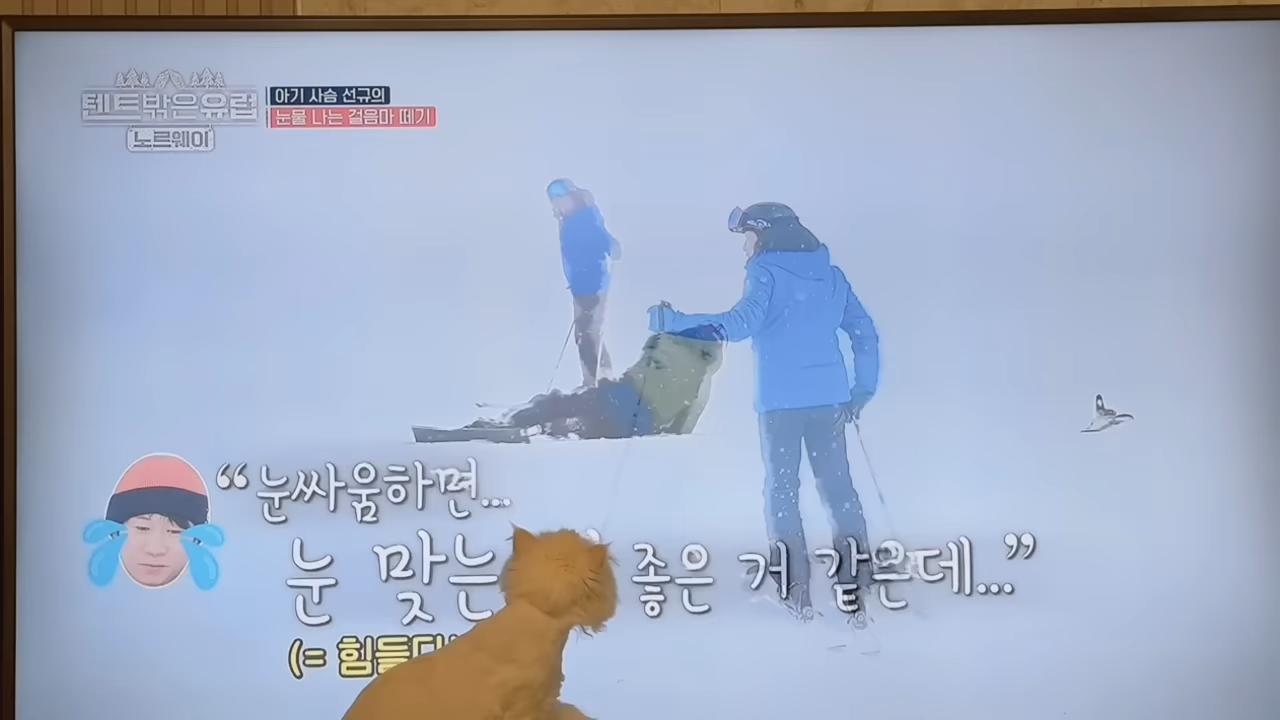 텐트밖은유럽
노르웨이
아기 사슴 선규의
눈물 나는 걸음마 떼기
“눈싸움하면...
눈 맞는 좋은 거 같은데...”
(= 힘들다